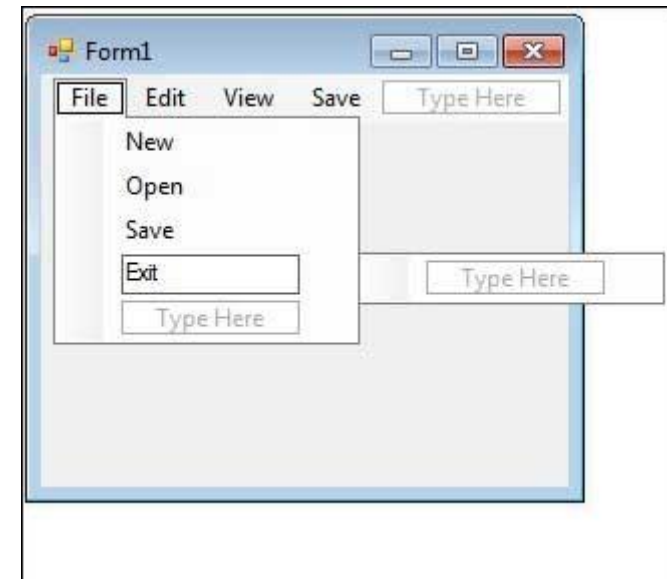 Form1
File Edit View Save Type Here
New
Open
Save
Exit Type Here
Type Here